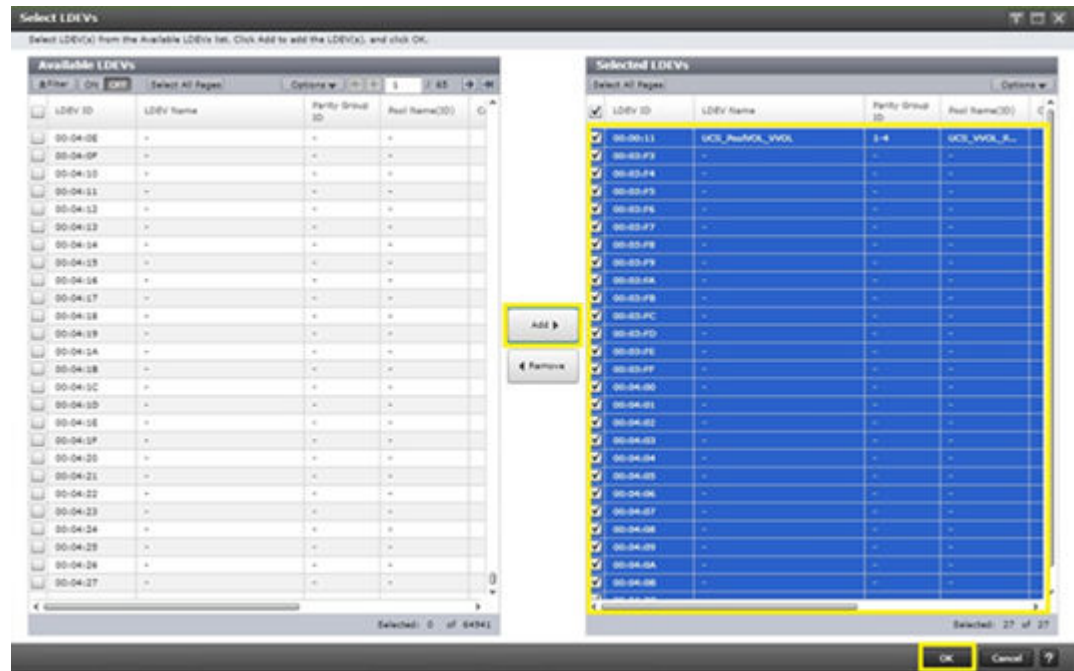 Select LDEVs
Select LDEV(s) from the Available LDEVs list. Click Add to add the LDEV(s), and click OK.
Available LDEVs
Filter ON OFF Select All Pages Options 1 / 65
LDEV ID LDEV Name Parity Group ID Pool Name(ID) C
00:04:0E - - -
00:04:0F - - -
00:04:10 - - -
00:04:11 - - -
00:04:12 - - -
00:04:13 - - -
00:04:14 - - -
00:04:15 - - -
00:04:16 - - -
00:04:17 - - -
00:04:18 - - -
00:04:19 - - -
00:04:1A - - -
00:04:1B - - -
00:04:1C - - -
00:04:1D - - -
00:04:1E - - -
00:04:1F - - -
00:04:20 - - -
00:04:21 - - -
00:04:22 - - -
00:04:23 - - -
00:04:24 - - -
00:04:25 - - -
00:04:26 - - -
00:04:27 - - -
Selected: 0 of 64941
Add
Remove
Selected LDEVs
Select All Pages Options
LDEV ID LDEV Name Parity Group ID Pool Name(ID) C
00:00:11 1-4
00:03:F3 - - -
00:03:F4 - - -
00:03:F5 - - -
00:03:F6 - - -
00:03:F7 - - -
00:03:F8 - - -
00:03:F9 - - -
00:03:FA - - -
00:03:FB - - -
00:03:FC - - -
00:03:FD - - -
00:03:FE - - -
00:03:FF - - -
00:04:00 - - -
00:04:01 - - -
00:04:02 - - -
00:04:03 - - -
00:04:04 - - -
00:04:05 - - -
00:04:06 - - -
00:04:07 - - -
00:04:08 - - -
00:04:09 - - -
00:04:0A - - -
00:04:0B - - -
Selected: 27 of 27
OK Cancel ?